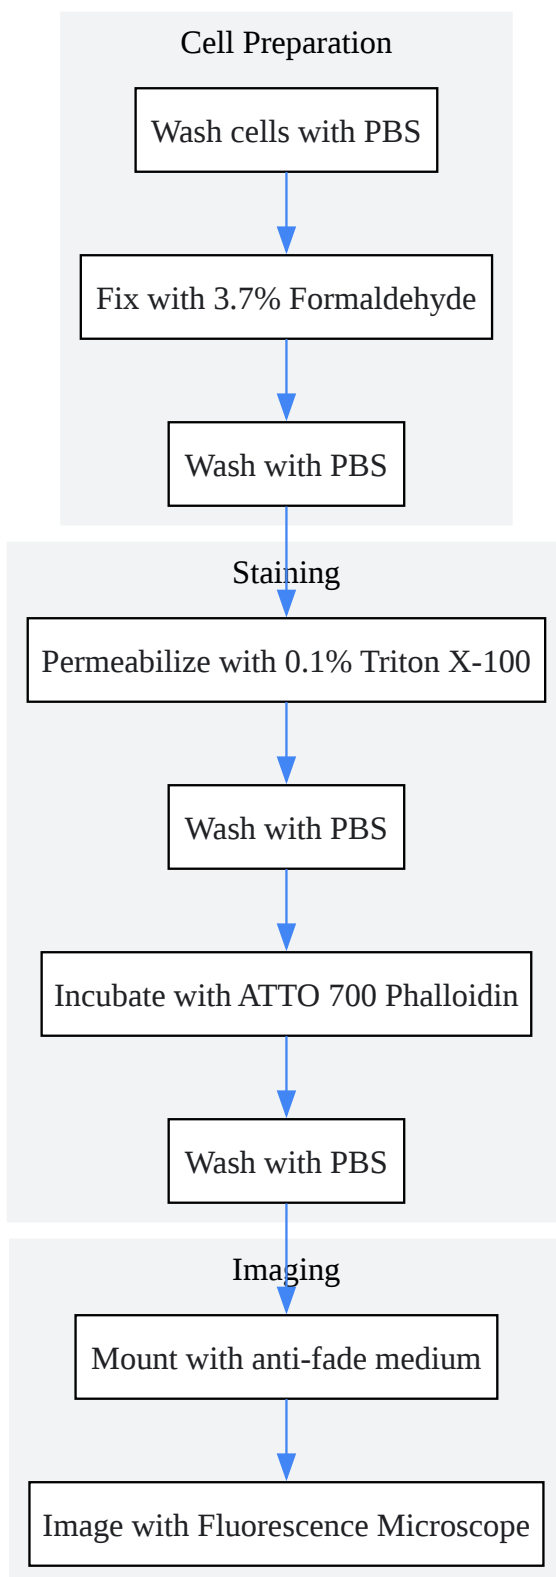 Cell Preparation
Wash cells with PBS
Fix with 3.7% Formaldehyde
Wash with PBS
Staining
Permeabilize with 0.1% Triton X-100
Wash with PBS
Incubate with ATTO 700 Phalloidin
Wash with PBS
Imaging
Mount with anti-fade medium
Image with Fluorescence Microscope